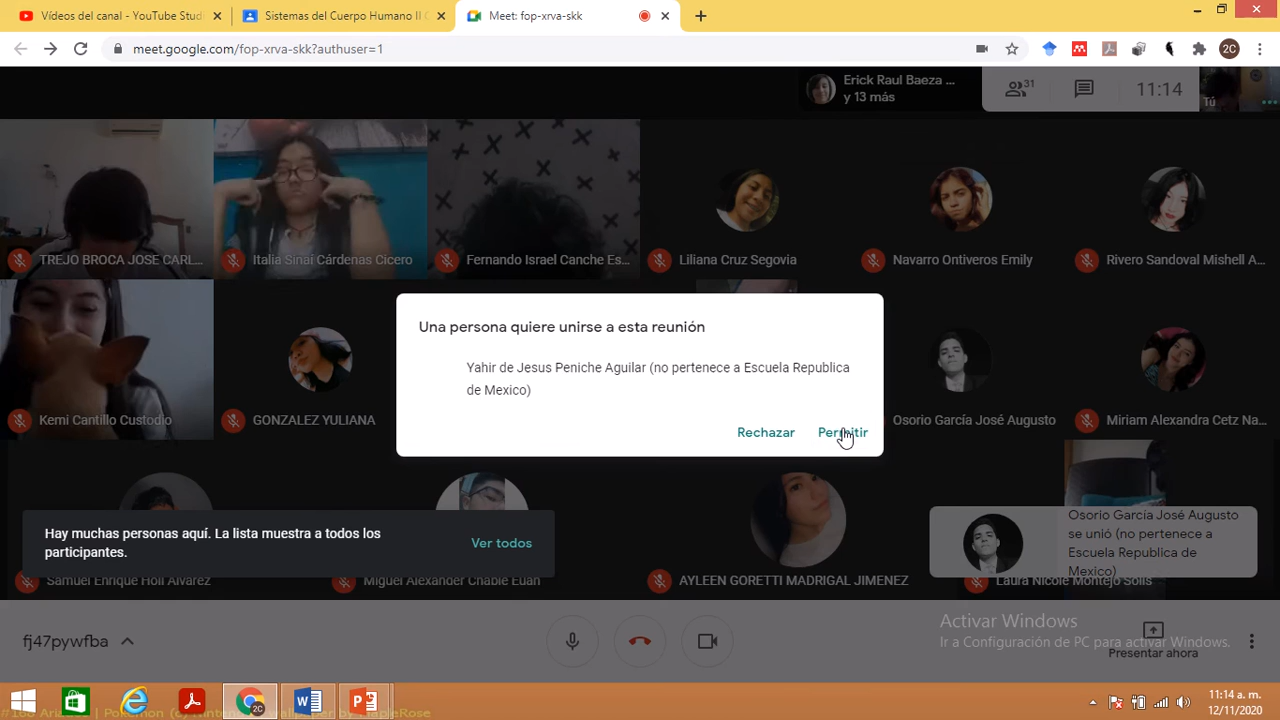 Vídeos del canal - YouTube Studi
Sistemas del Cuerpo Humano II C
Meet: fop-xrva-skk
meet.google.com/fop-xrva-skk?authuser=1
2C
Erick Raul Baeza ...
y 13 más
31
11:14
Tú
TREJO BROCA JOSE CARL...
Italia Sinaí Cárdenas Cicero
Fernando Israel Canche Es...
Liliana Cruz Segovia
Navarro Ontiveros Emily
Rivero Sandoval Mishell A...
Una persona quiere unirse a esta reunión
Yahir de Jesus Peniche Aguilar (no pertenece a Escuela Republica
de Mexico)
Rechazar
Permitir
Kemi Cantillo Custodio
GONZALEZ YULIANA
Osorio García José Augusto
Miriam Alexandra Cetz Na...
Hay muchas personas aquí. La lista muestra a todos los
participantes.
Ver todos
Osorio García José Augusto
se unió (no pertenece a
Escuela Republica de
Mexico)
Samuel Enrique Holi Alvarez
Miguel Alexander Chable Euan
AYLEEN GORETTI MADRIGAL JIMENEZ
Laura Nicole Montejo Solis
fj47pywfba
Activar Windows
Ir a Configuración de PC para activar Windows.
Presentar ahora
11:14 a. m.
12/11/2020